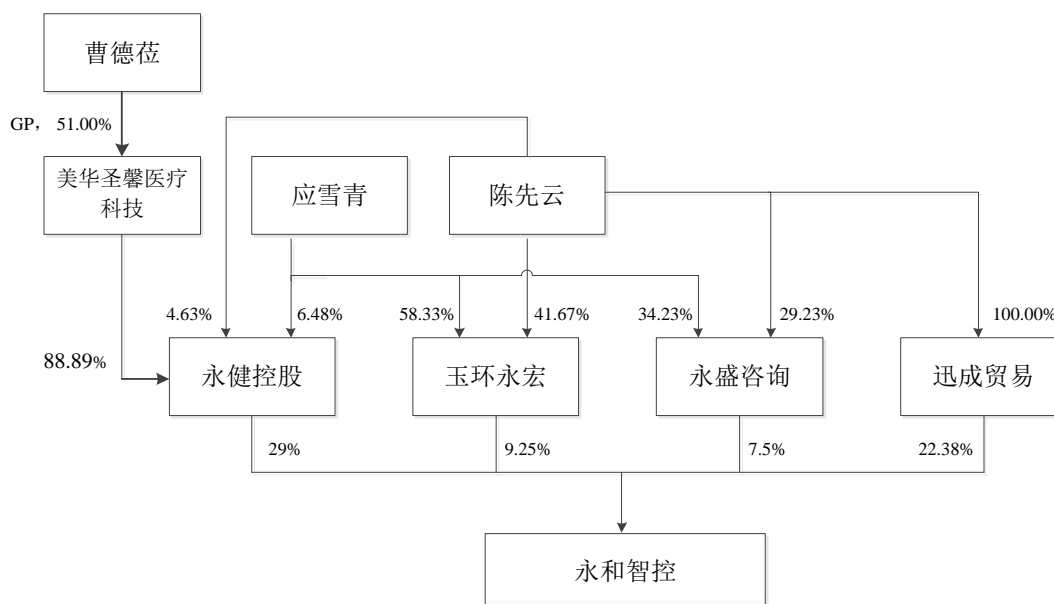 曹德莅
GP， 51.00%
美华圣馨医疗
科技
应雪青
陈先云
4.63%
6.48%
58.33%
41.67%
34.23%
29.23%
100.00%
88.89%
永健控股
玉环永宏
永盛咨询
迅成贸易
29%
9.25%
7.5%
22.38%
永和智控